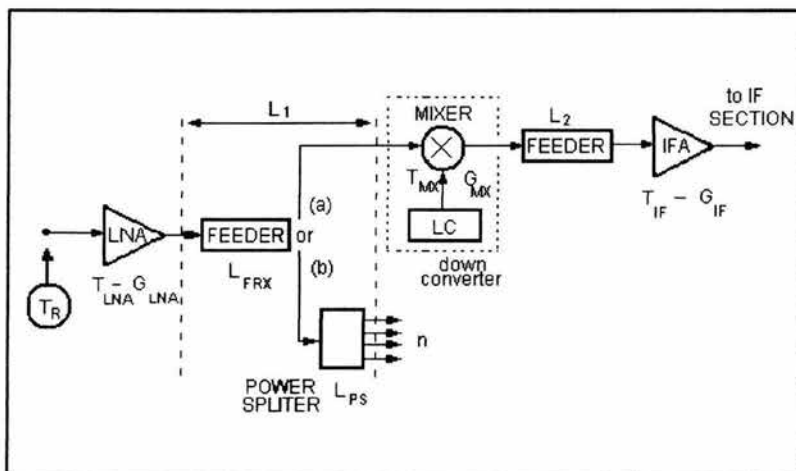 L1
MIXER
L2
to IF
SECTION
FEEDER
IFA
TMX GMX
TIF - GIF
(a)
LNA
FEEDER or
LC
(b)
LFRX
down
converter
TLNA - GLNA
TR
n
POWER
SPLITER
LPS